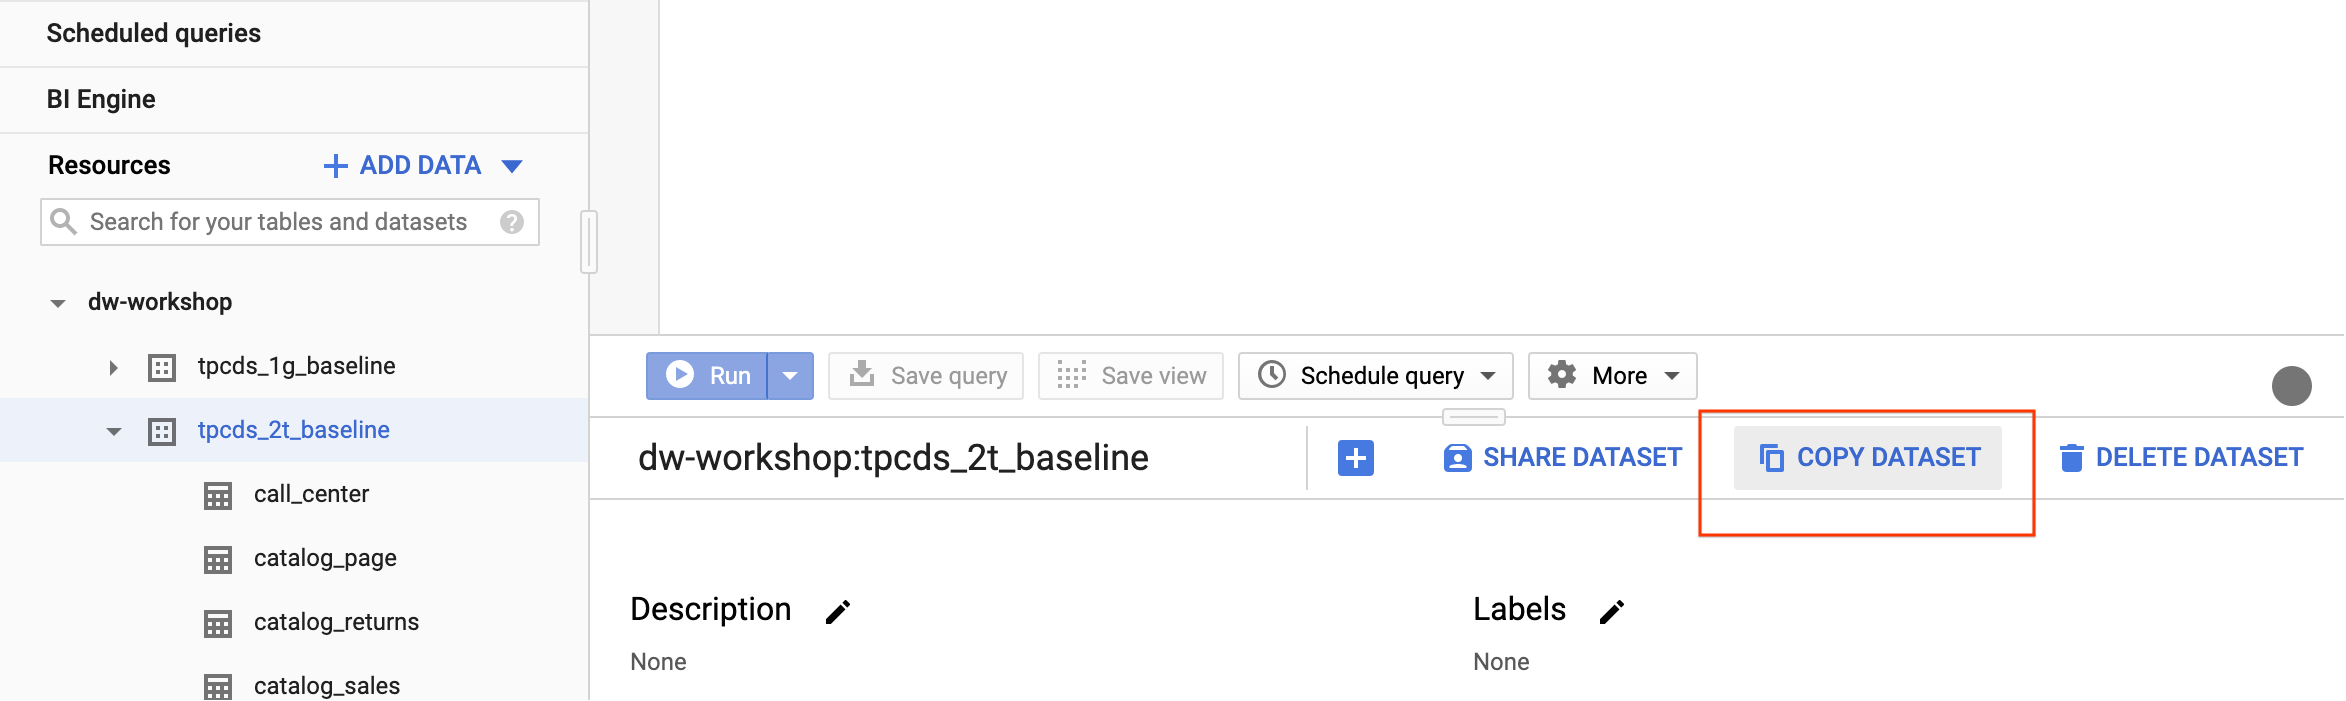 Scheduled queries
BI Engine
Resources
ADD DATA
Search for your tables and datasets
dw-workshop
tpcds_1g_baseline
tpcds_2t_baseline
call_center
catalog_page
catalog_returns
catalog_sales
Run
Save query
Save view
Schedule query
More
dw-workshop:tpcds_2t_baseline
SHARE DATASET
COPY DATASET
DELETE DATASET
Description
None
Labels
None